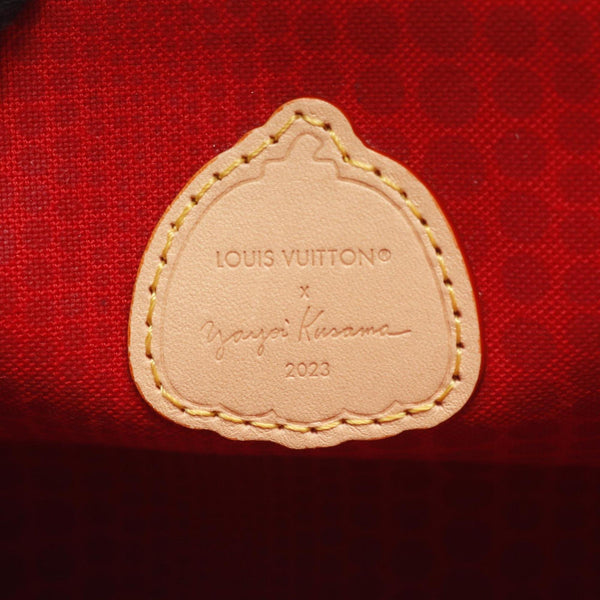 LOUIS VUITTON®
x
Yayoi Kusama
2023